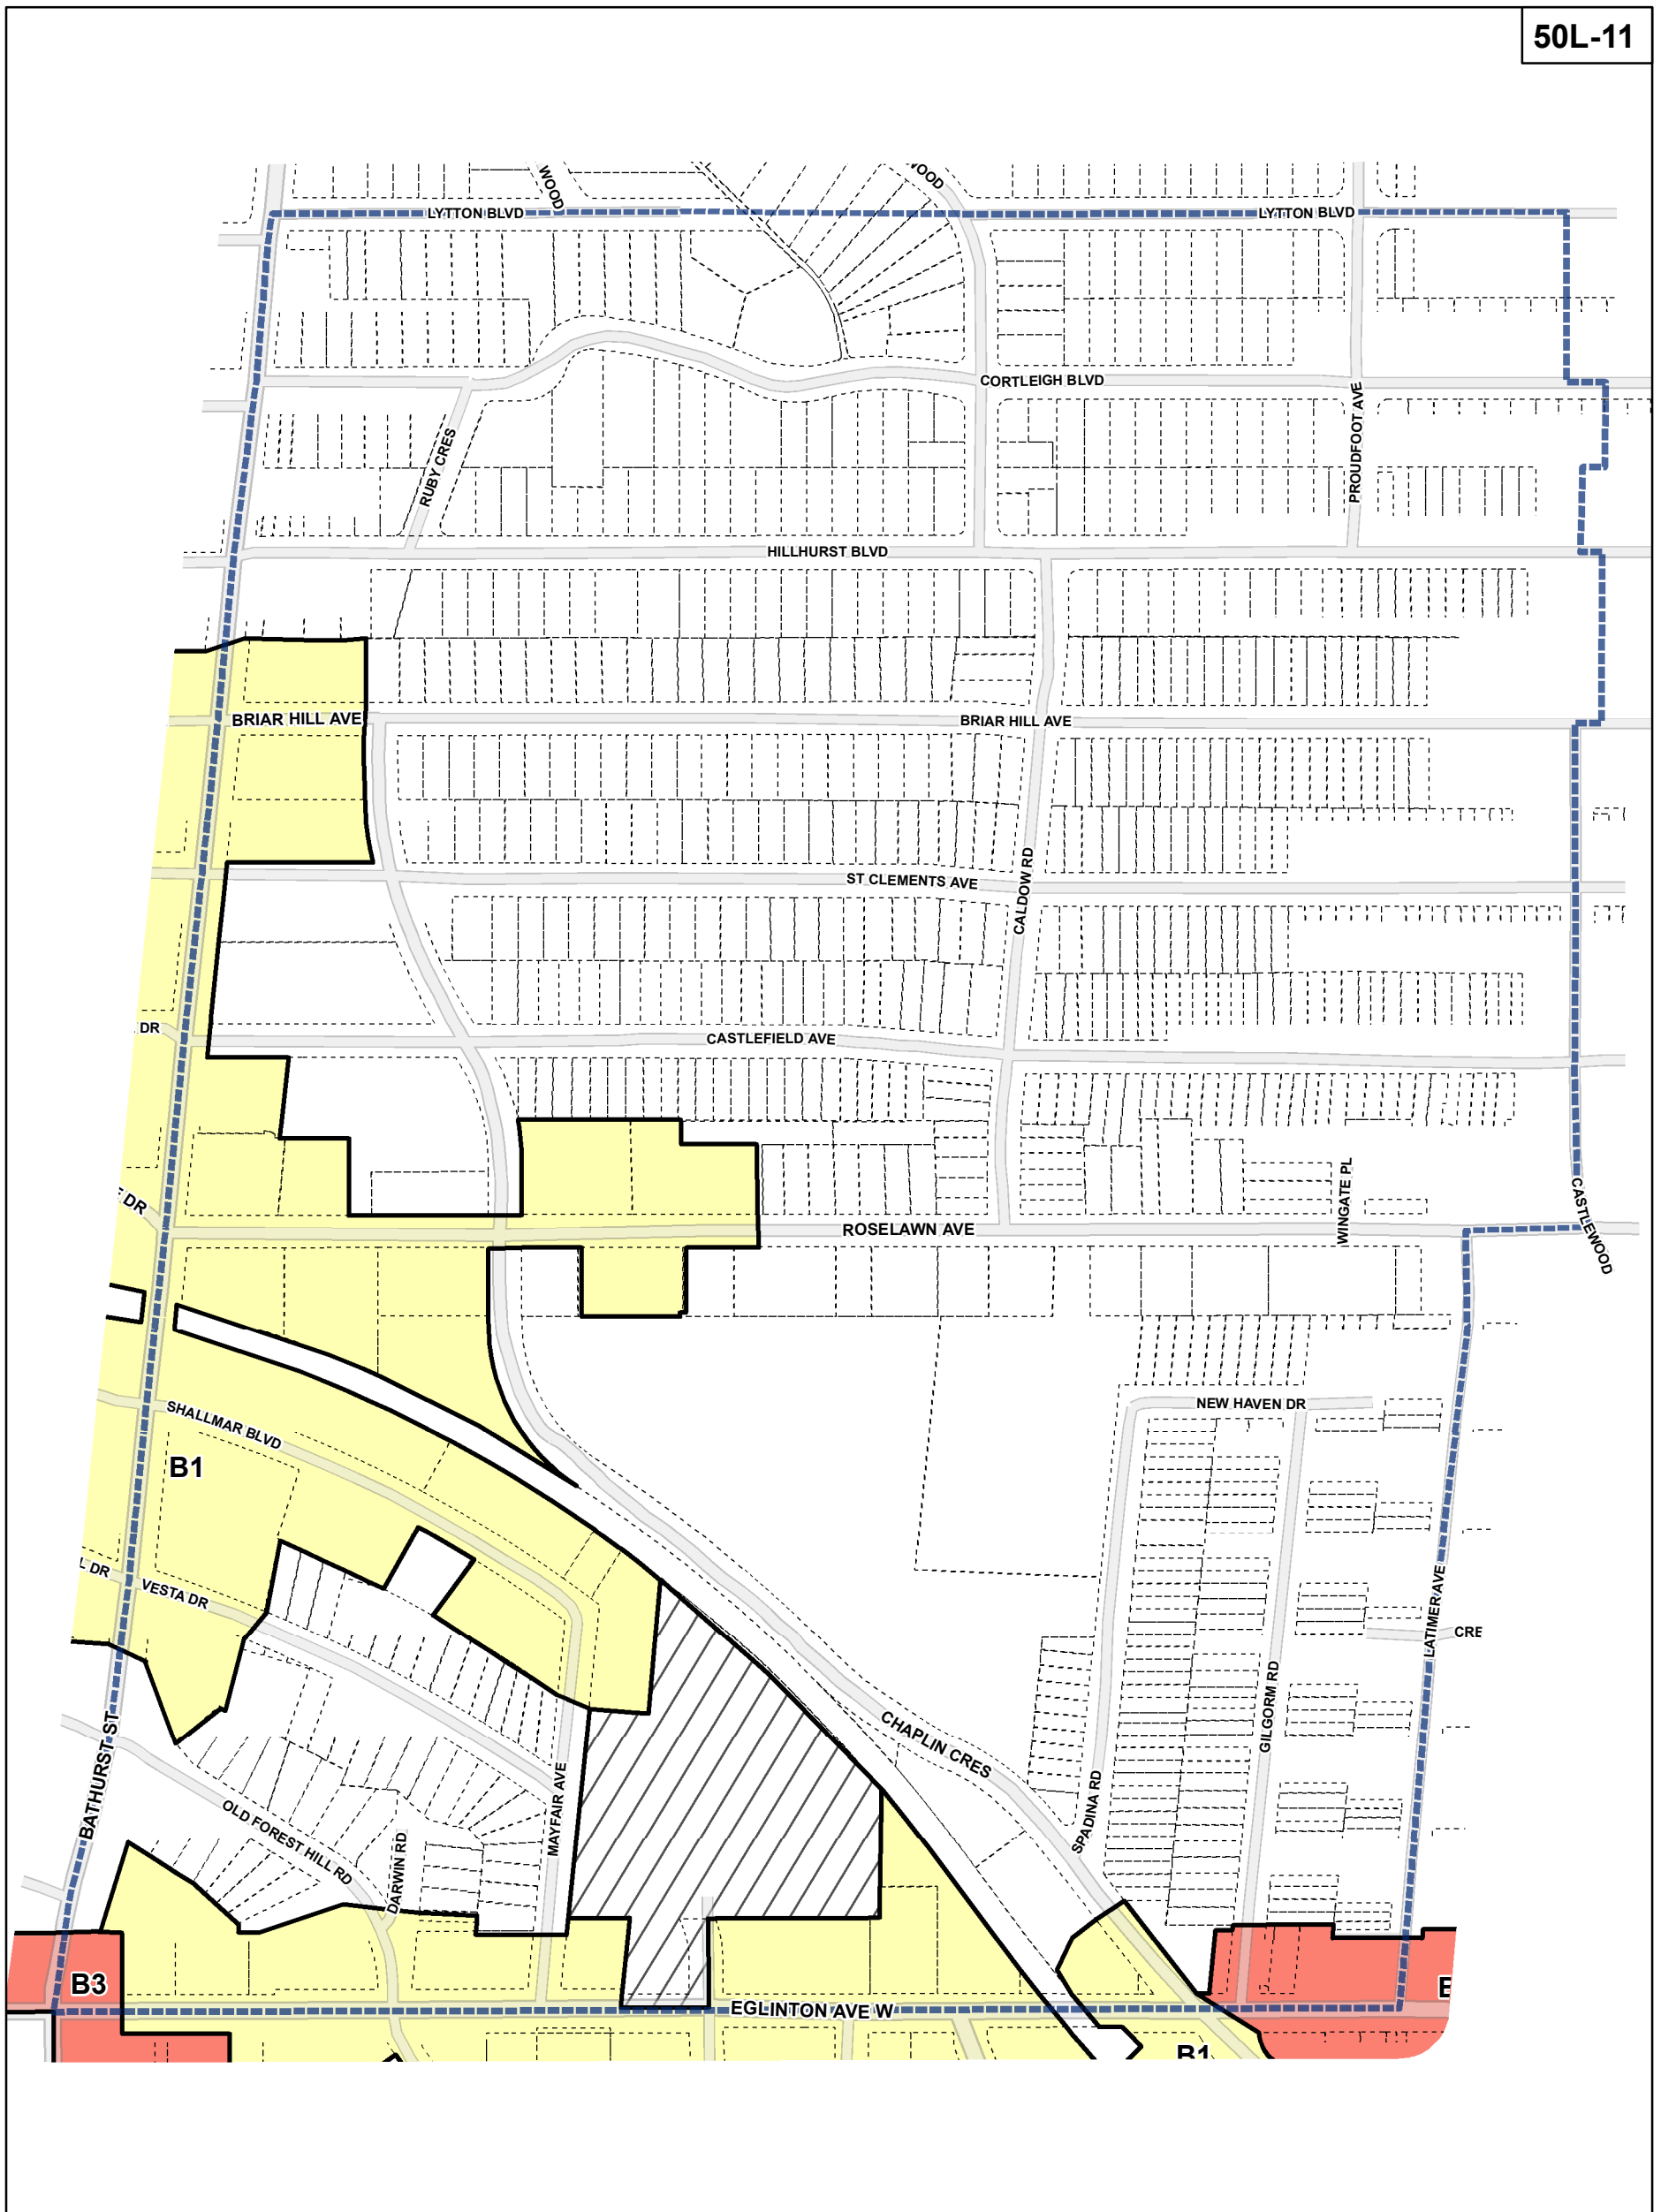 50L-11
WOOD
LYTTON BLVD
LYTTON BLVD
CORTLEIGH BLVD
PROUDFOOT AVE
RUBY CRES
HILLHURST BLVD
BRIAR HILL AVE
BRIAR HILL AVE
ST CLEMENTS AVE
CALDOW RD
DR
CASTLEFIELD AVE
WINGATE PL
DR
ROSELAWN AVE
CASTLEWOOD
NEW HAVEN DR
SHALLMAR BLVD
B1
L DR
VESTA DR
LATIMER AVE
CRE
GILGORM RD
BATHURST ST
CHAPLIN CRES
MAYFAIR AVE
SPADINA RD
OLD FOREST HILL RD
DARWIN RD
B3
EGLINTON AVE W
B1